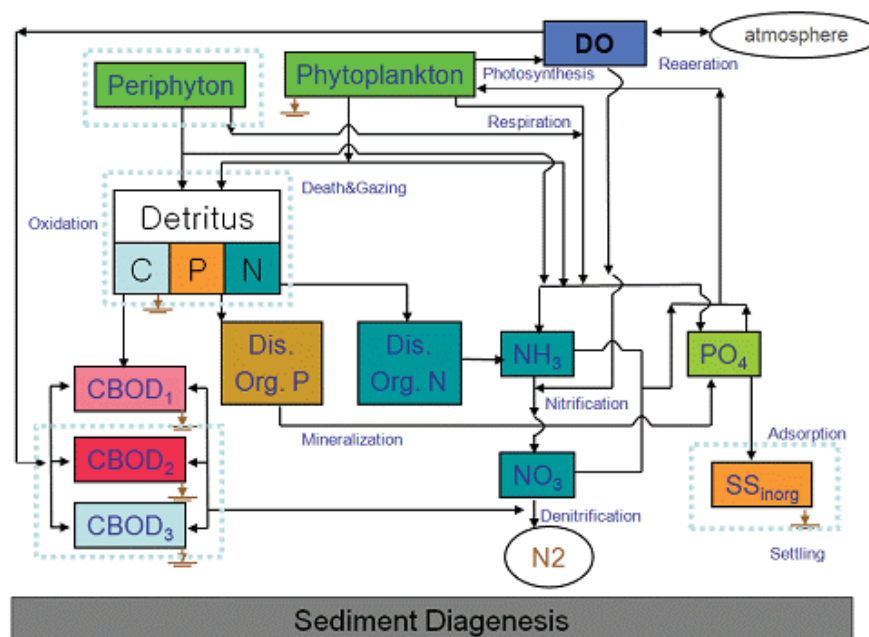 DO
atmosphere
Periphyton
Phytoplankton
Photosynthesis
Reaeration
Respiration
Death&Gazing
Oxidation
Detritus
C P N
Dis.
Org. P
Dis.
Org. N
NH3
PO4
CBOD1
Nitrification
Mineralization
Adsorption
CBOD2
NO3
SSinorg
CBOD3
Denitrification
N2
Settling
Sediment Diagenesis